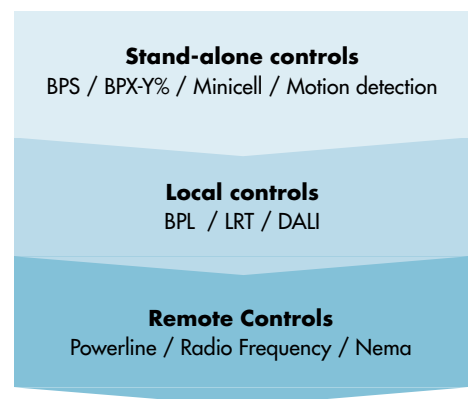 Stand-alone controls
BPS / BPX-Y% / Minicell / Motion detection
Local controls
BPL / LRT / DALI
Remote Controls
Powerline / Radio Frequency / Nema